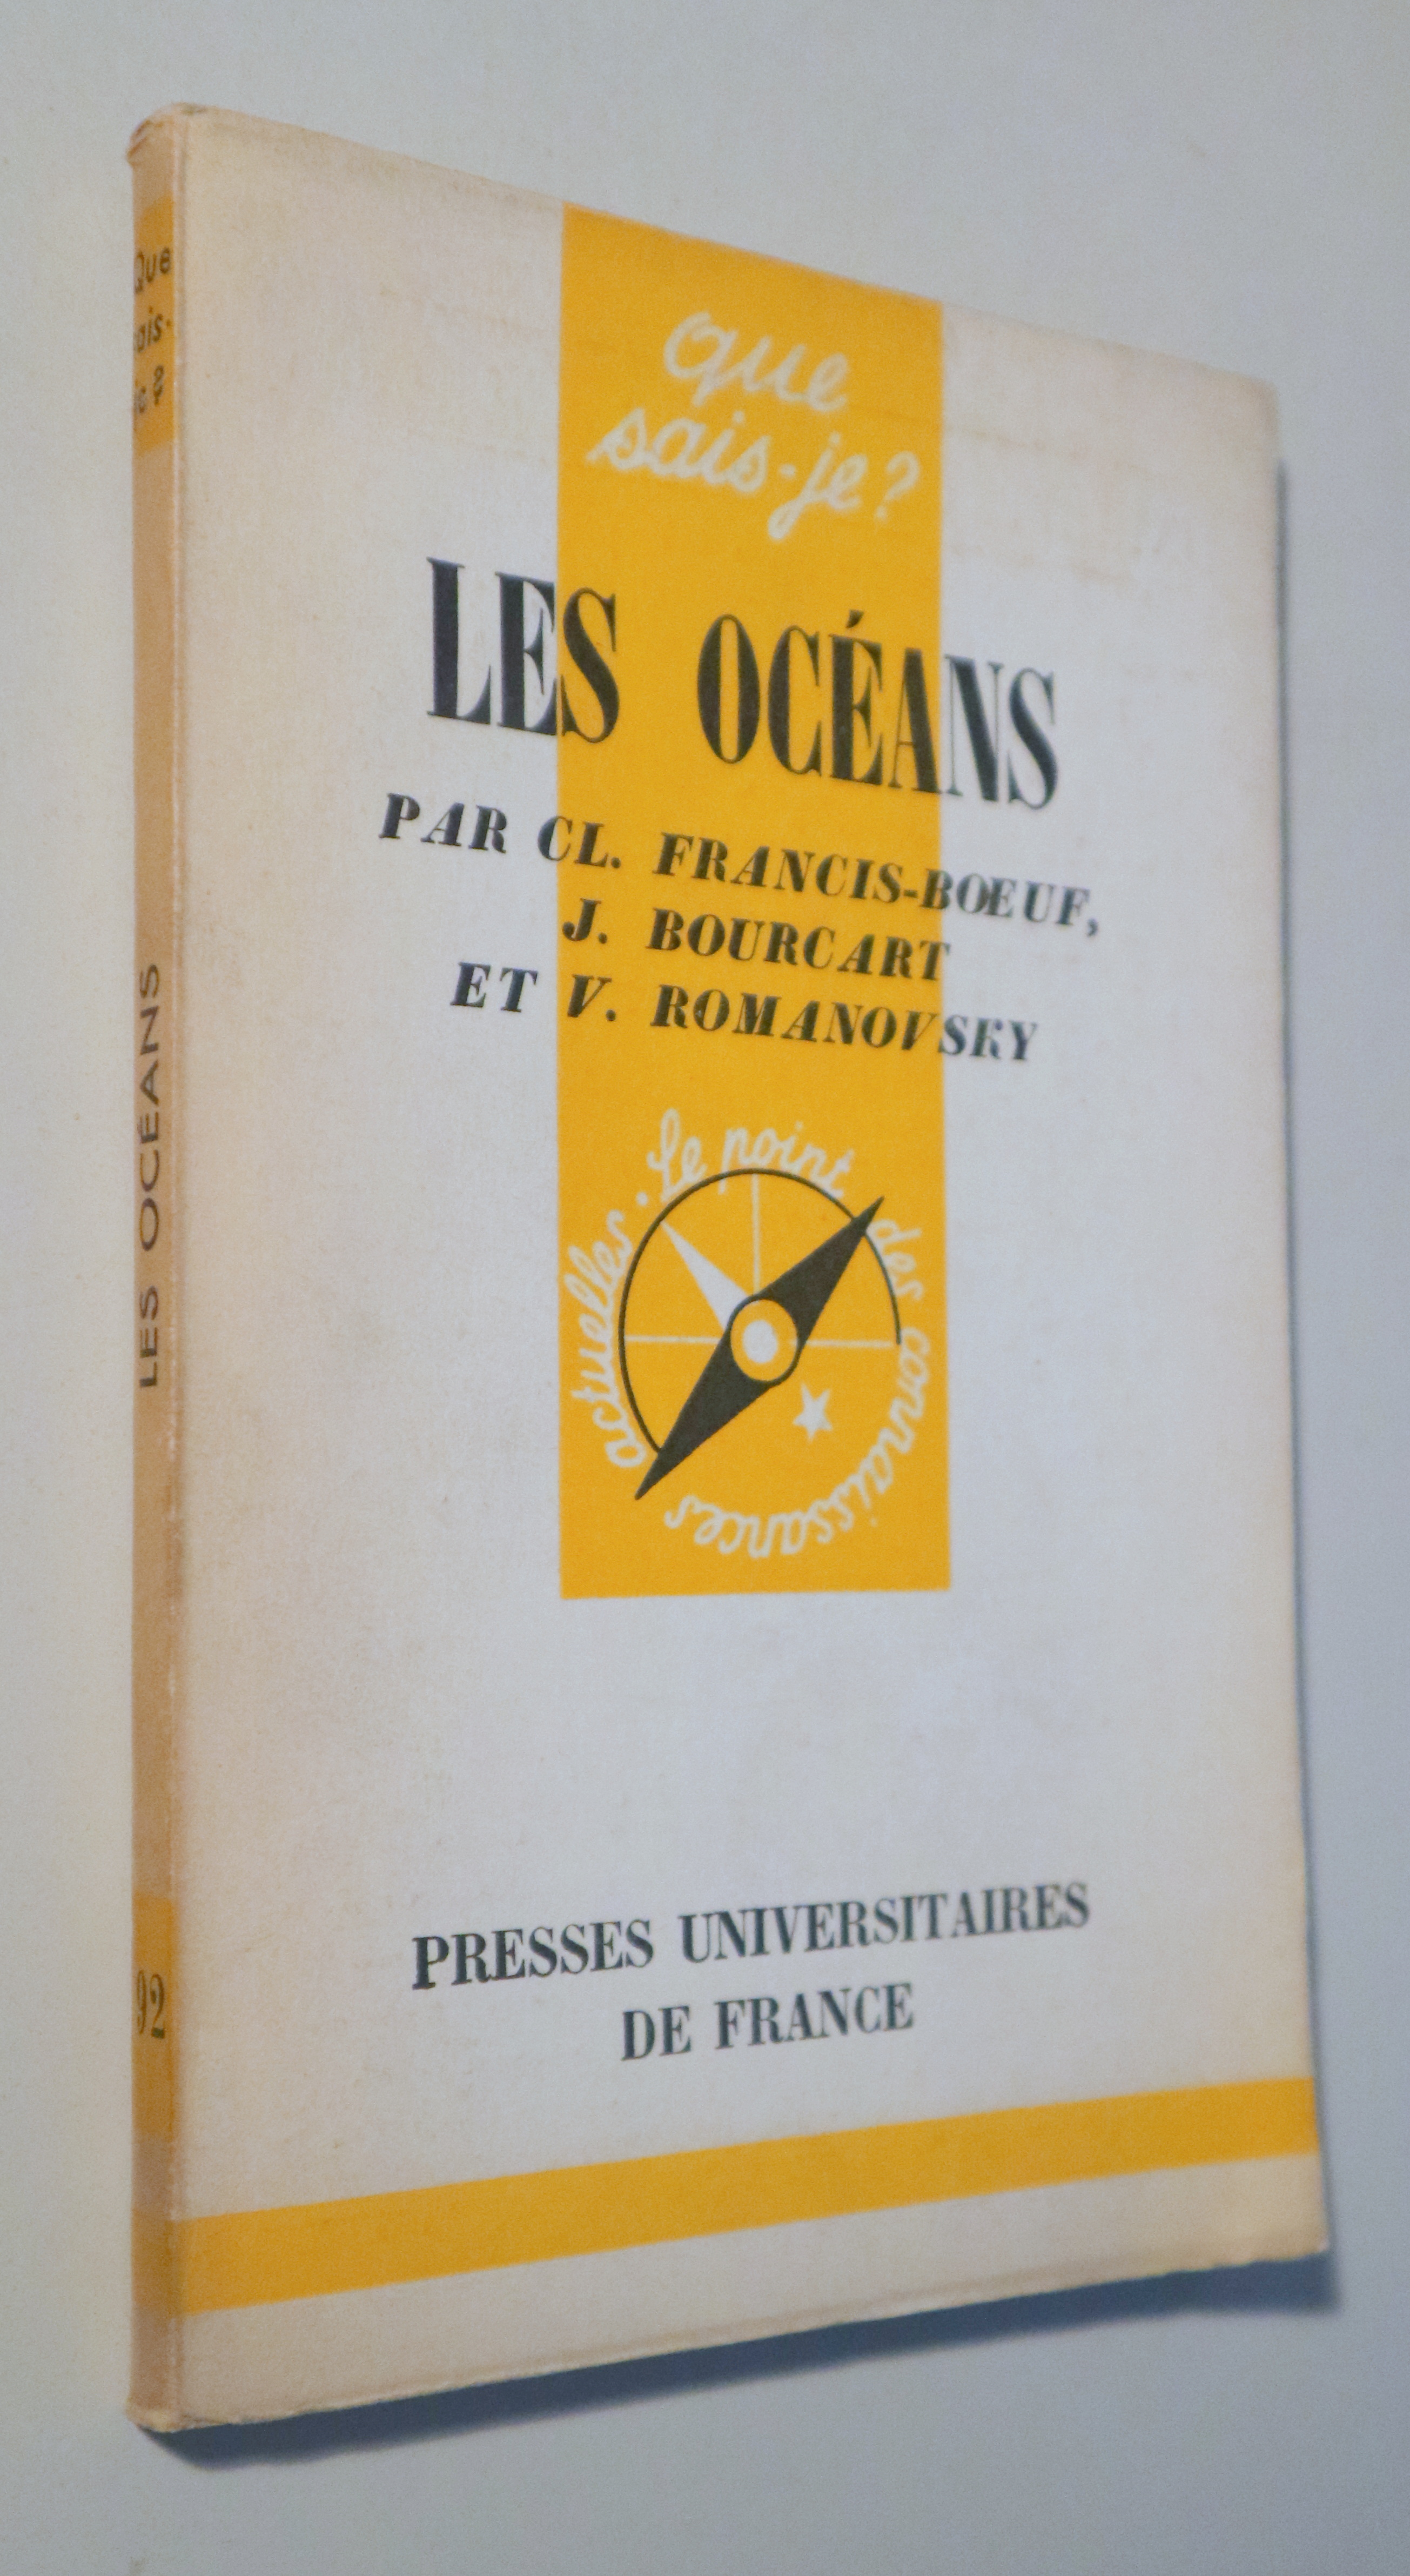 que
sais-je?
LES OCÉANS
PAR CL. FRANCIS-BŒUF,
J. BOURCART
ET V. ROMANOVSKY
Le point des connaissances actuelles.
PRESSES UNIVERSITAIRES
DE FRANCE
Que
sais-
je?
LES OCÉANS
92